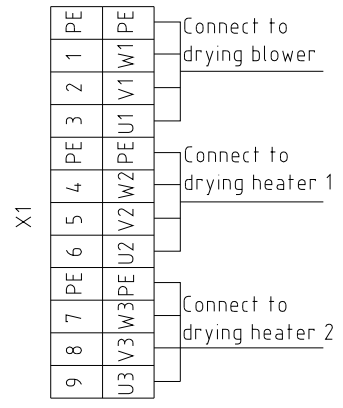 X1
PE PE
1 W1
2 V1
3 U1
Connect to
drying blower
PE PE
4 W2
5 V2
6 U2
Connect to
drying heater 1
PE PE
7 W3
8 V3
9 U3
Connect to
drying heater 2